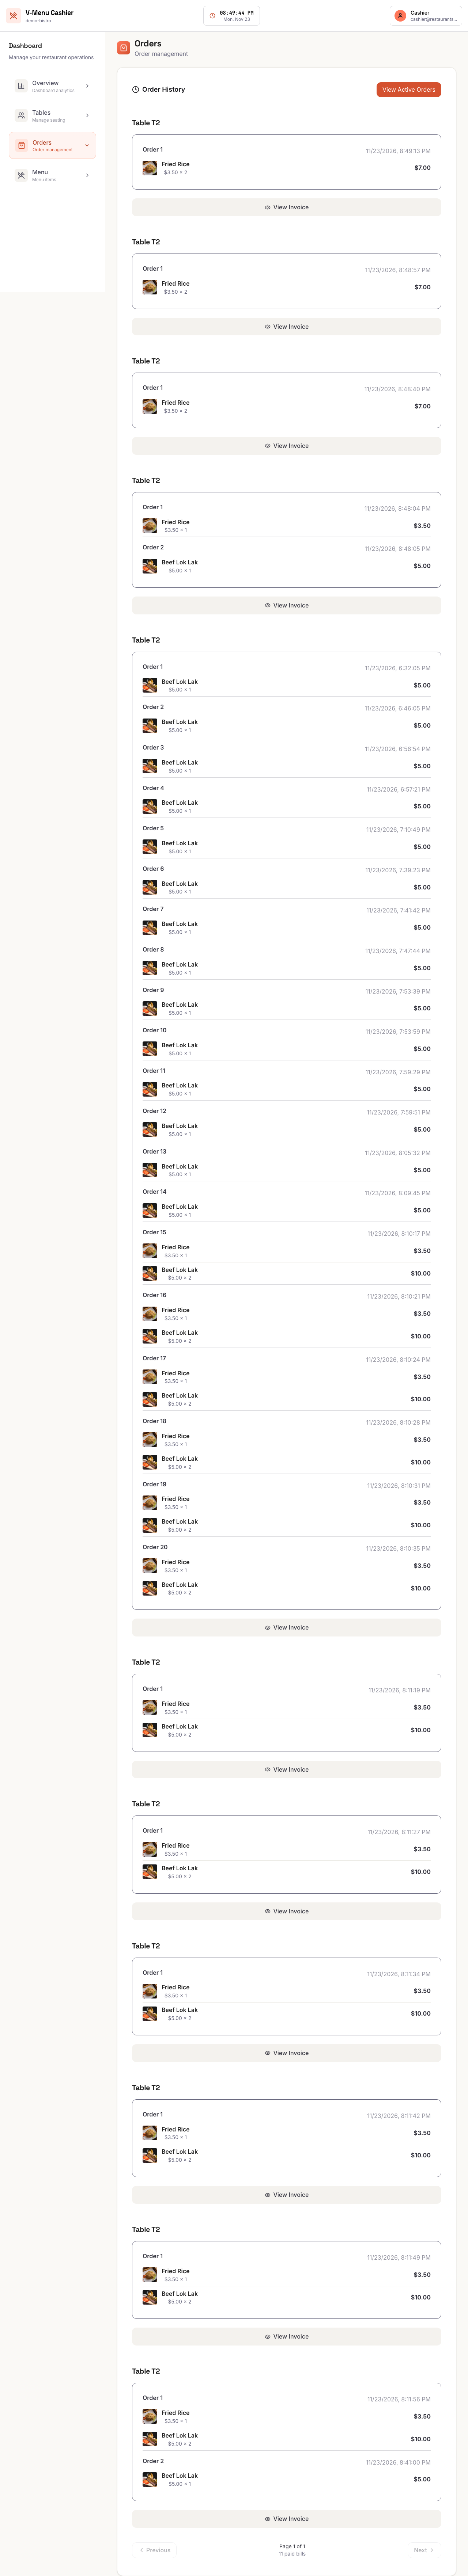 V-Menu Cashier
demo-bistro
08:49:44 PM
Mon, Nov 23
Cashier
cashier@restaurants...
Dashboard
Manage your restaurant operations
Overview
Dashboard analytics
Tables
Manage seating
Orders
Order management
Menu
Menu items
Orders
Order management
Order History
View Active Orders
Table T2
Order 1
11/23/2026, 8:49:13 PM
Fried Rice
$3.50 × 2
$7.00
View Invoice
Table T2
Order 1
11/23/2026, 8:48:57 PM
Fried Rice
$3.50 × 2
$7.00
View Invoice
Table T2
Order 1
11/23/2026, 8:48:40 PM
Fried Rice
$3.50 × 2
$7.00
View Invoice
Table T2
Order 1
11/23/2026, 8:48:04 PM
Fried Rice
$3.50 × 1
$3.50
Order 2
11/23/2026, 8:48:05 PM
Beef Lok Lak
$5.00 × 1
$5.00
View Invoice
Table T2
Order 1
11/23/2026, 6:32:05 PM
Beef Lok Lak
$5.00 × 1
$5.00
Order 2
11/23/2026, 6:46:05 PM
Beef Lok Lak
$5.00 × 1
$5.00
Order 3
11/23/2026, 6:56:54 PM
Beef Lok Lak
$5.00 × 1
$5.00
Order 4
11/23/2026, 6:57:21 PM
Beef Lok Lak
$5.00 × 1
$5.00
Order 5
11/23/2026, 7:10:49 PM
Beef Lok Lak
$5.00 × 1
$5.00
Order 6
11/23/2026, 7:39:23 PM
Beef Lok Lak
$5.00 × 1
$5.00
Order 7
11/23/2026, 7:41:42 PM
Beef Lok Lak
$5.00 × 1
$5.00
Order 8
11/23/2026, 7:47:44 PM
Beef Lok Lak
$5.00 × 1
$5.00
Order 9
11/23/2026, 7:53:39 PM
Beef Lok Lak
$5.00 × 1
$5.00
Order 10
11/23/2026, 7:53:59 PM
Beef Lok Lak
$5.00 × 1
$5.00
Order 11
11/23/2026, 7:59:29 PM
Beef Lok Lak
$5.00 × 1
$5.00
Order 12
11/23/2026, 7:59:51 PM
Beef Lok Lak
$5.00 × 1
$5.00
Order 13
11/23/2026, 8:05:32 PM
Beef Lok Lak
$5.00 × 1
$5.00
Order 14
11/23/2026, 8:09:45 PM
Beef Lok Lak
$5.00 × 1
$5.00
Order 15
11/23/2026, 8:10:17 PM
Fried Rice
$3.50 × 1
$3.50
Beef Lok Lak
$5.00 × 2
$10.00
Order 16
11/23/2026, 8:10:21 PM
Fried Rice
$3.50 × 1
$3.50
Beef Lok Lak
$5.00 × 2
$10.00
Order 17
11/23/2026, 8:10:24 PM
Fried Rice
$3.50 × 1
$3.50
Beef Lok Lak
$5.00 × 2
$10.00
Order 18
11/23/2026, 8:10:28 PM
Fried Rice
$3.50 × 1
$3.50
Beef Lok Lak
$5.00 × 2
$10.00
Order 19
11/23/2026, 8:10:31 PM
Fried Rice
$3.50 × 1
$3.50
Beef Lok Lak
$5.00 × 2
$10.00
Order 20
11/23/2026, 8:10:35 PM
Fried Rice
$3.50 × 1
$3.50
Beef Lok Lak
$5.00 × 2
$10.00
View Invoice
Table T2
Order 1
11/23/2026, 8:11:19 PM
Fried Rice
$3.50 × 1
$3.50
Beef Lok Lak
$5.00 × 2
$10.00
View Invoice
Table T2
Order 1
11/23/2026, 8:11:27 PM
Fried Rice
$3.50 × 1
$3.50
Beef Lok Lak
$5.00 × 2
$10.00
View Invoice
Table T2
Order 1
11/23/2026, 8:11:34 PM
Fried Rice
$3.50 × 1
$3.50
Beef Lok Lak
$5.00 × 2
$10.00
View Invoice
Table T2
Order 1
11/23/2026, 8:11:42 PM
Fried Rice
$3.50 × 1
$3.50
Beef Lok Lak
$5.00 × 2
$10.00
View Invoice
Table T2
Order 1
11/23/2026, 8:11:49 PM
Fried Rice
$3.50 × 1
$3.50
Beef Lok Lak
$5.00 × 2
$10.00
View Invoice
Table T2
Order 1
11/23/2026, 8:11:56 PM
Fried Rice
$3.50 × 1
$3.50
Beef Lok Lak
$5.00 × 2
$10.00
Order 2
11/23/2026, 8:41:00 PM
Beef Lok Lak
$5.00 × 1
$5.00
View Invoice
Previous
Page 1 of 1
11 paid bills
Next